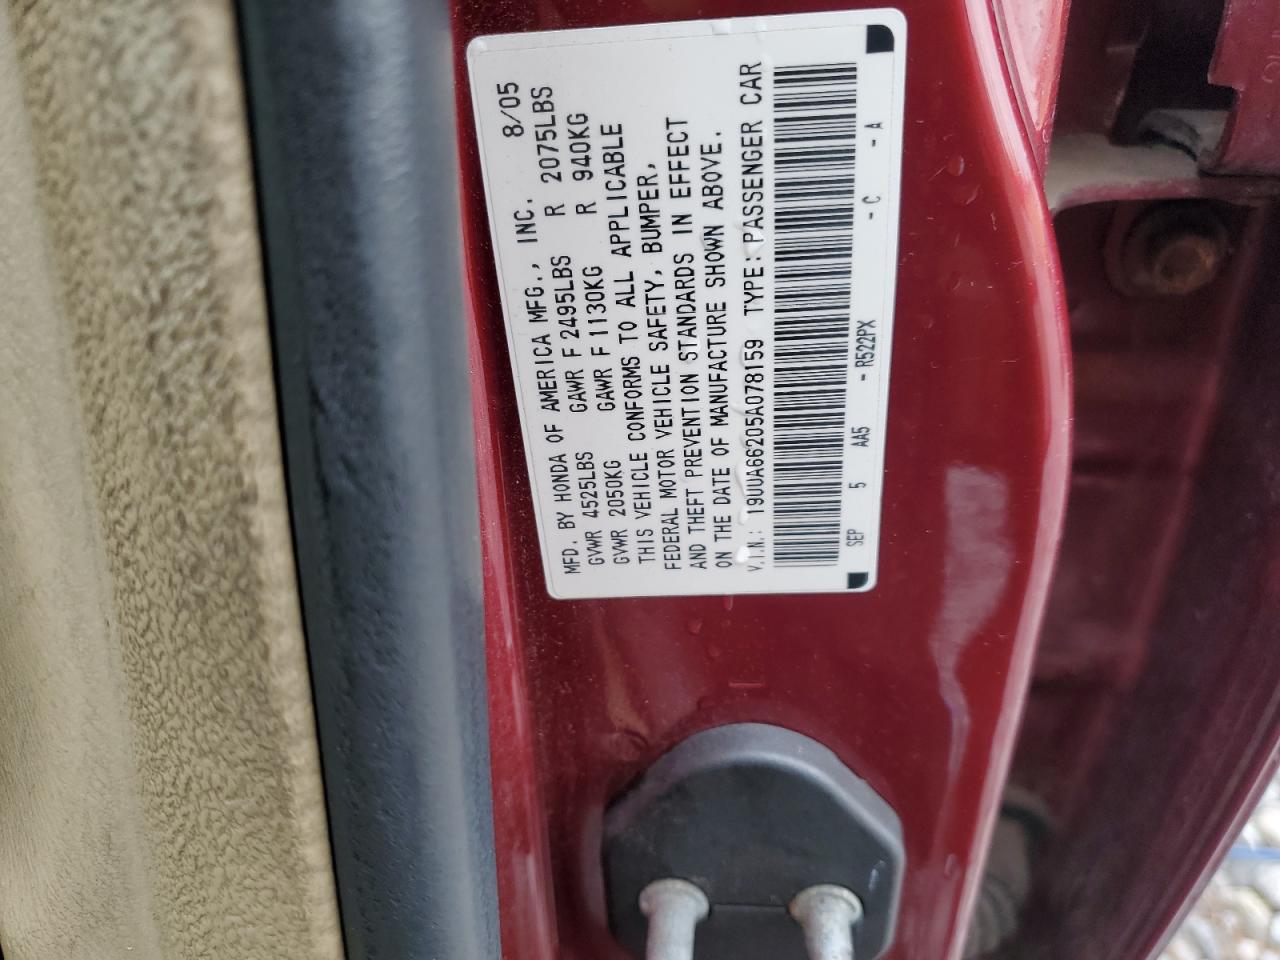 MFD. BY HONDA OF AMERICA MFG., INC. 8/05
GVWR 4525LBS GAWR F 2495LBS R 2075LBS
GVWR 2050KG GAWR F 1130KG R 940KG
THIS VEHICLE CONFORMS TO ALL APPLICABLE
FEDERAL MOTOR VEHICLE SAFETY, BUMPER,
AND THEFT PREVENTION STANDARDS IN EFFECT
ON THE DATE OF MANUFACTURE SHOWN ABOVE.
V.I.N.: 19UUA66205A078159 TYPE:PASSENGER CAR
SEP 5 AA5 - R522PX - C - A